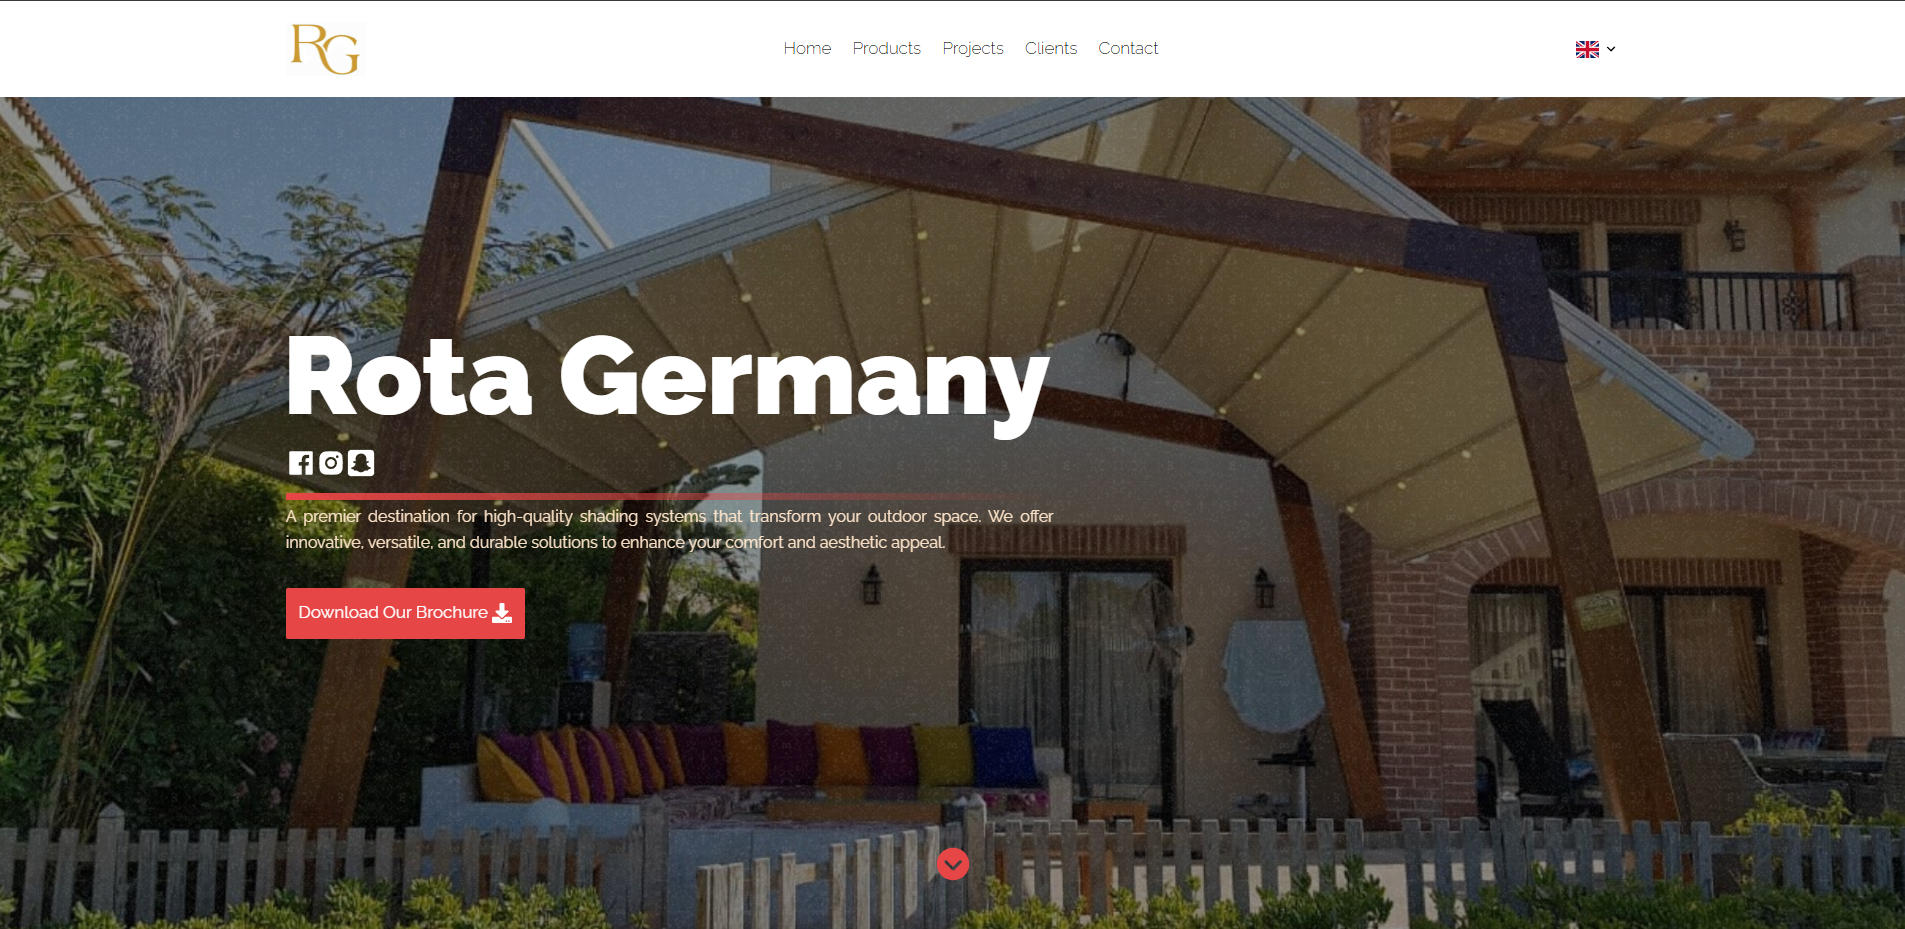 RG
Home Products Projects Clients Contact
Rota Germany
A premier destination for high-quality shading systems that transform your outdoor space. We offer
innovative, versatile, and durable solutions to enhance your comfort and aesthetic appeal.
Download Our Brochure